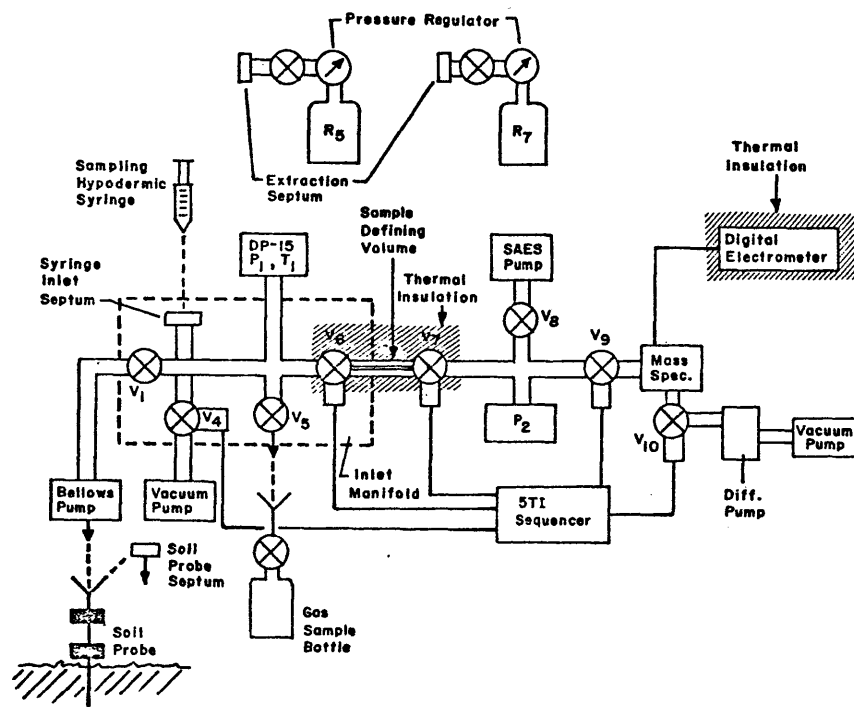 Pressure Regulator
R5
R7
Extraction
Septum
Thermal
Insulation
Digital
Electrometer
Sampling
Hypodermic
Syringe
Sample
Defining
Volume
DP-15
P1, T1
SAES
Pump
Syringe
Inlet
Septum
Thermal
Insulation
V6
V7
V8
V9
Mass
Spec.
V1
V4
V5
P2
V10
Vacuum
Pump
Inlet
Manifold
Bellows
Pump
Vacuum
Pump
5TI
Sequencer
Diff.
Pump
Soil
Probe
Septum
Soil
Probe
Gas
Sample
Bottle